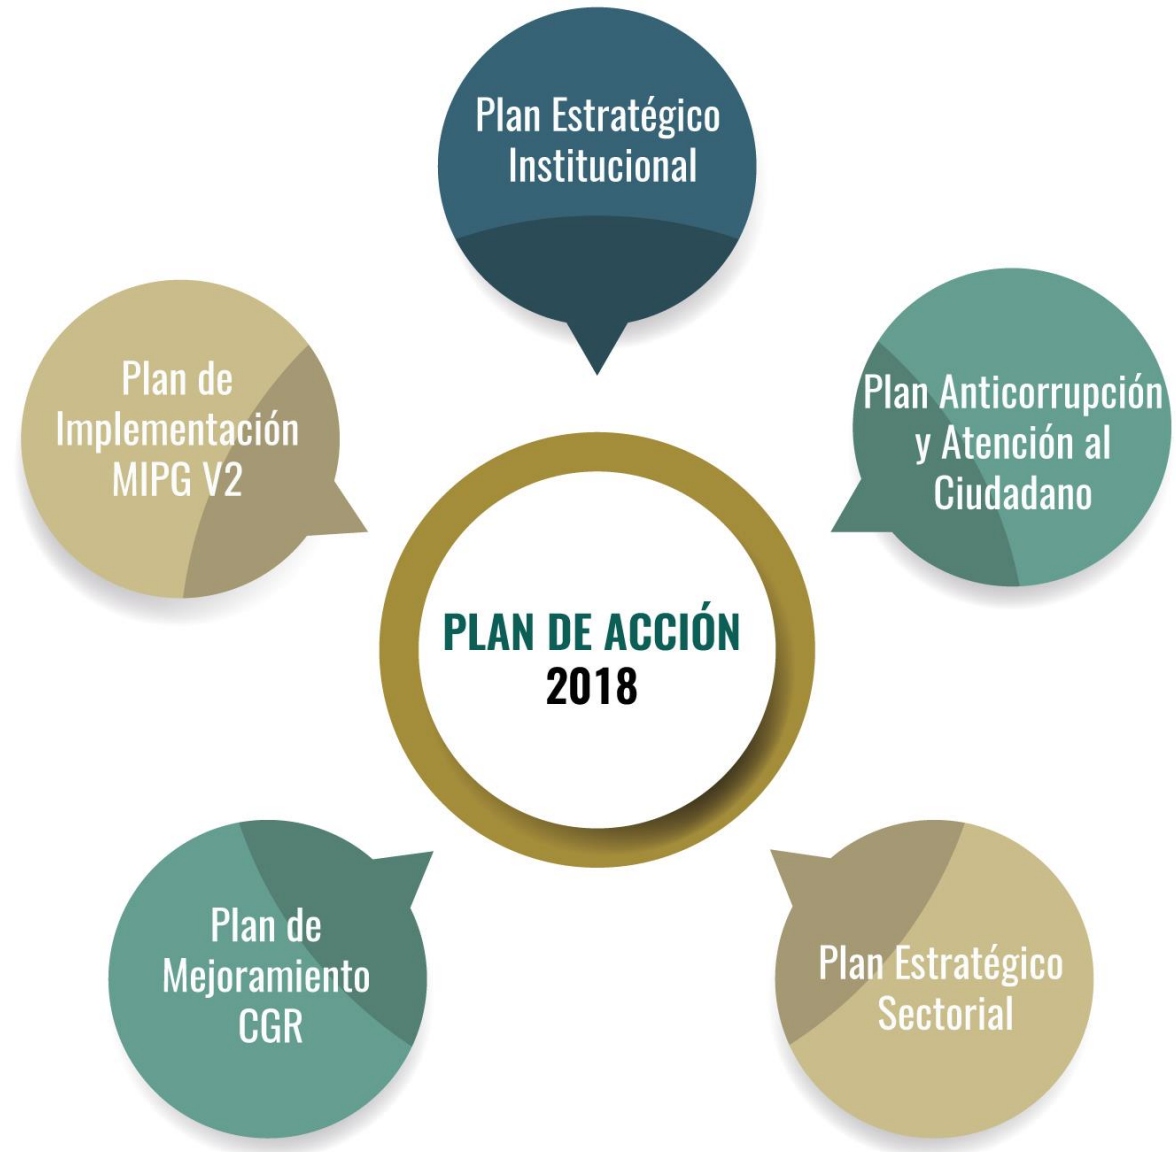 Plan Estratégico
Institucional
Plan de
Implementación
MIPG V2
Plan Anticorrupción
y Atención al
Ciudadano
PLAN DE ACCIÓN
2018
Plan de
Mejoramiento
CGR
Plan Estratégico
Sectorial